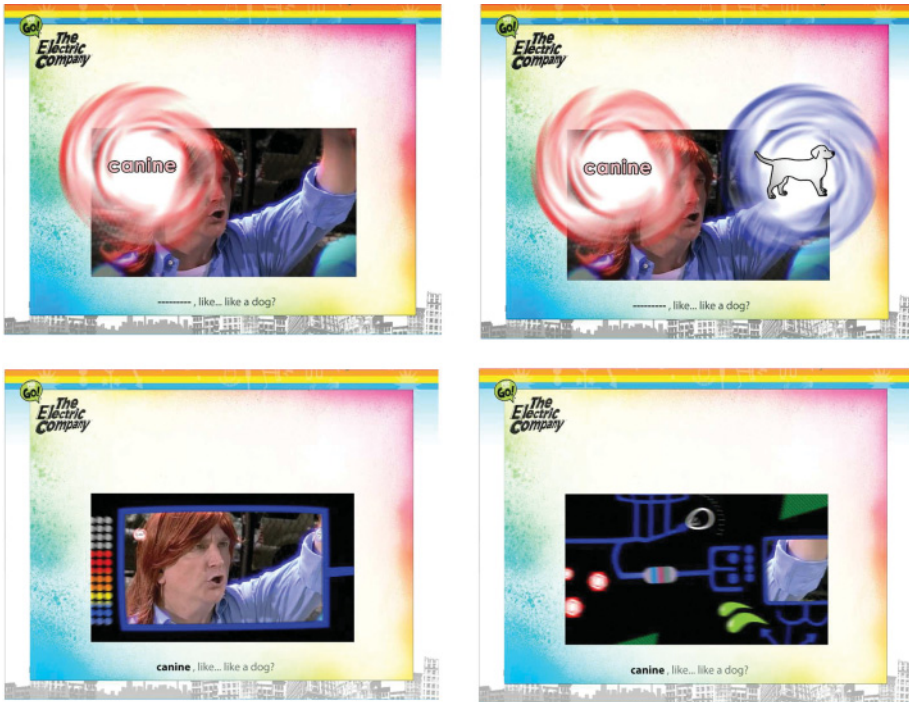 GO!
The
Electric
Company
canine
---------, like... like a dog?
GO!
The
Electric
Company
canine
---------, like... like a dog?
GO!
The
Electric
Company
canine, like... like a dog?
GO!
The
Electric
Company
canine, like... like a dog?